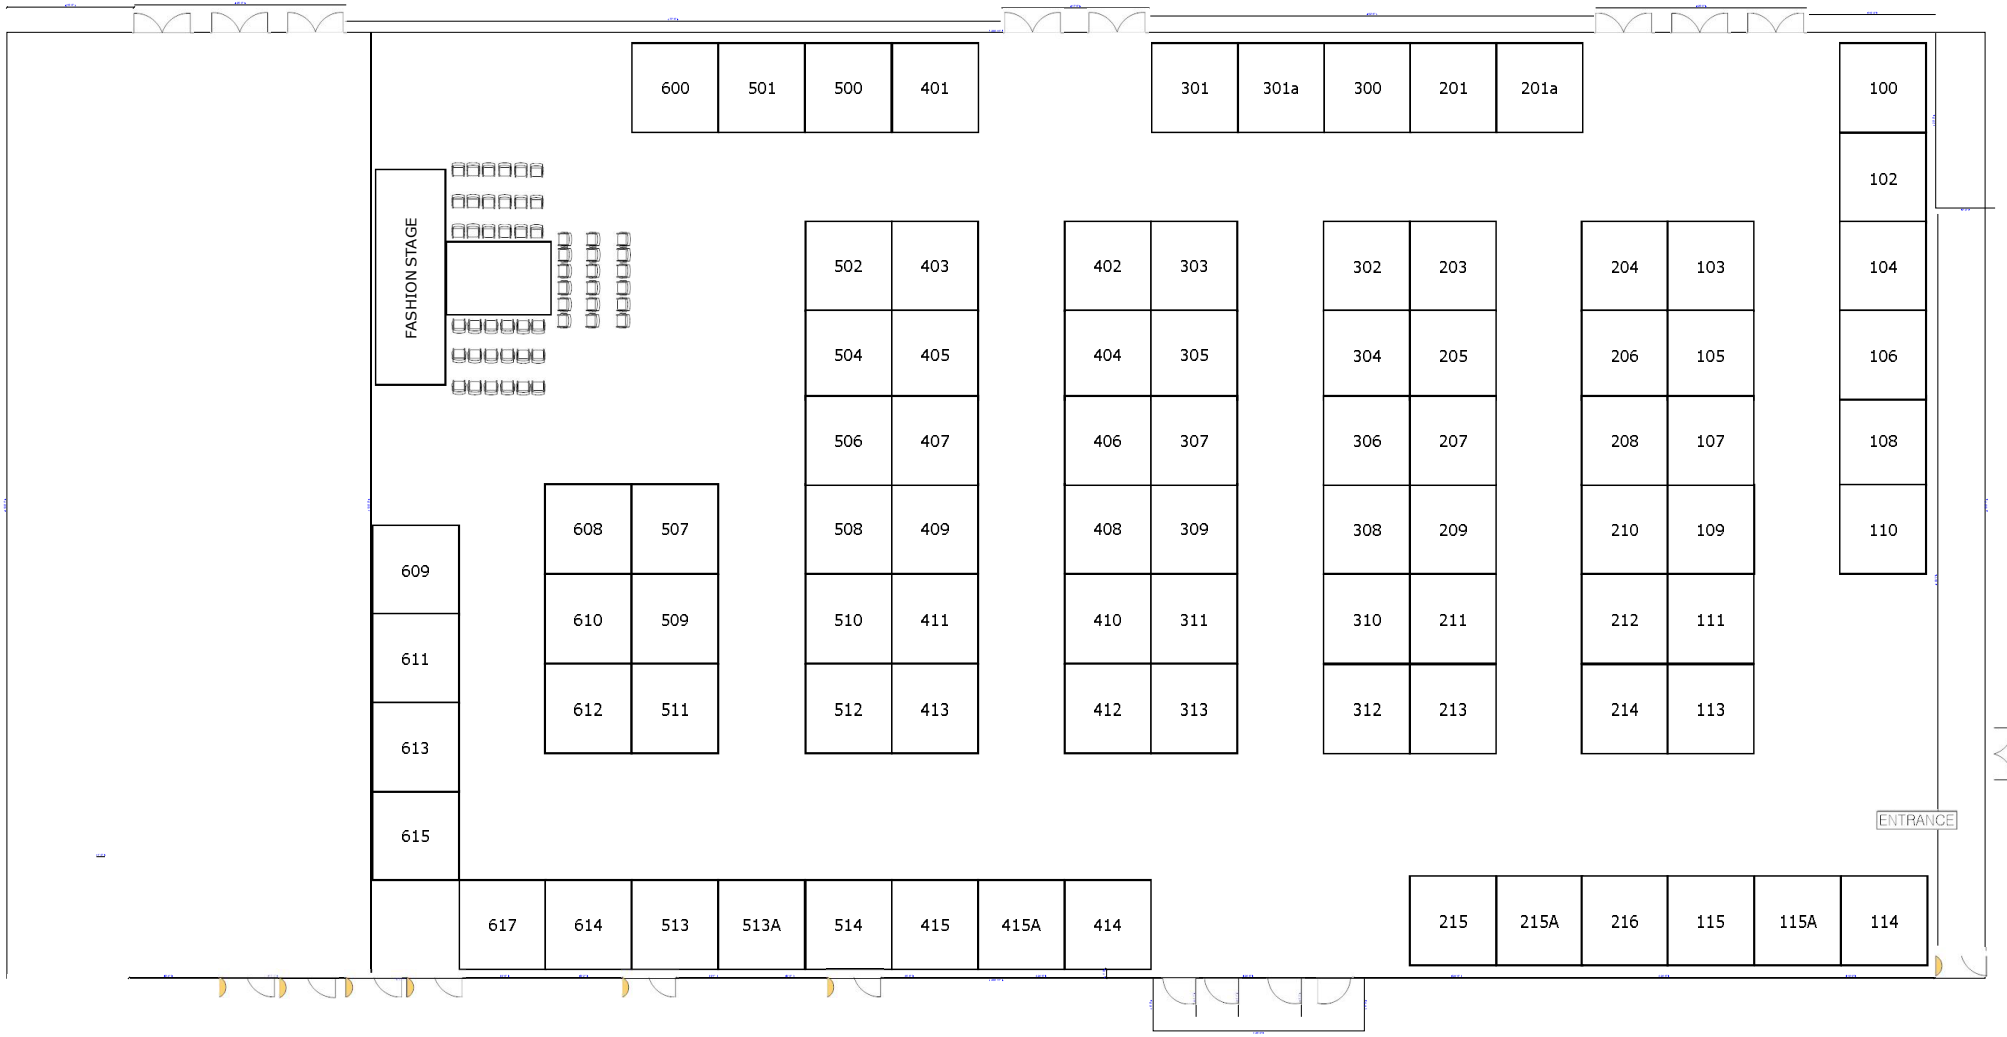 600 501 500 401 301 301a 300 201 201a 100
102
FASHION STAGE
502 403 402 303 302 203 204 103 104
504 405 404 305 304 205 206 105 106
506 407 406 307 306 207 208 107 108
608 507 508 409 408 309 308 209 210 109 110
609
610 509 510 411 410 311 310 211 212 111
611
612 511 512 413 412 313 312 213 214 113
613
ENTRANCE
615
617 614 513 513A 514 415 415A 414 215 215A 216 115 115A 114